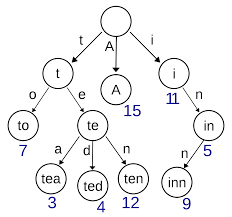 t A i
t A i
15 11
o e n
to te in
7 5
a d n n
tea ted ten inn
3 4 12 9